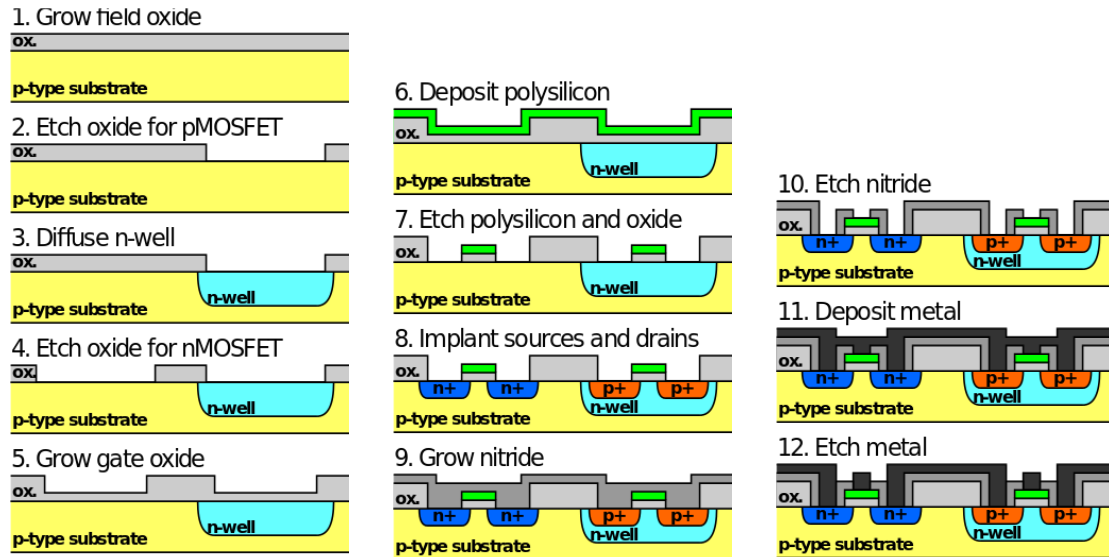 1. Grow field oxide
ox.
p-type substrate
2. Etch oxide for pMOSFET
ox.
p-type substrate
3. Diffuse n-well
ox.
n-well
p-type substrate
4. Etch oxide for nMOSFET
ox.
n-well
p-type substrate
5. Grow gate oxide
ox.
n-well
p-type substrate
6. Deposit polysilicon
ox.
n-well
p-type substrate
7. Etch polysilicon and oxide
ox.
n-well
p-type substrate
8. Implant sources and drains
ox.
n+ n+ p+ p+
n-well
p-type substrate
9. Grow nitride
ox.
n+ n+ p+ p+
n-well
p-type substrate
10. Etch nitride
ox.
n+ n+ p+ p+
n-well
p-type substrate
11. Deposit metal
ox.
n+ n+ p+ p+
n-well
p-type substrate
12. Etch metal
ox.
n+ n+ p+ p+
n-well
p-type substrate